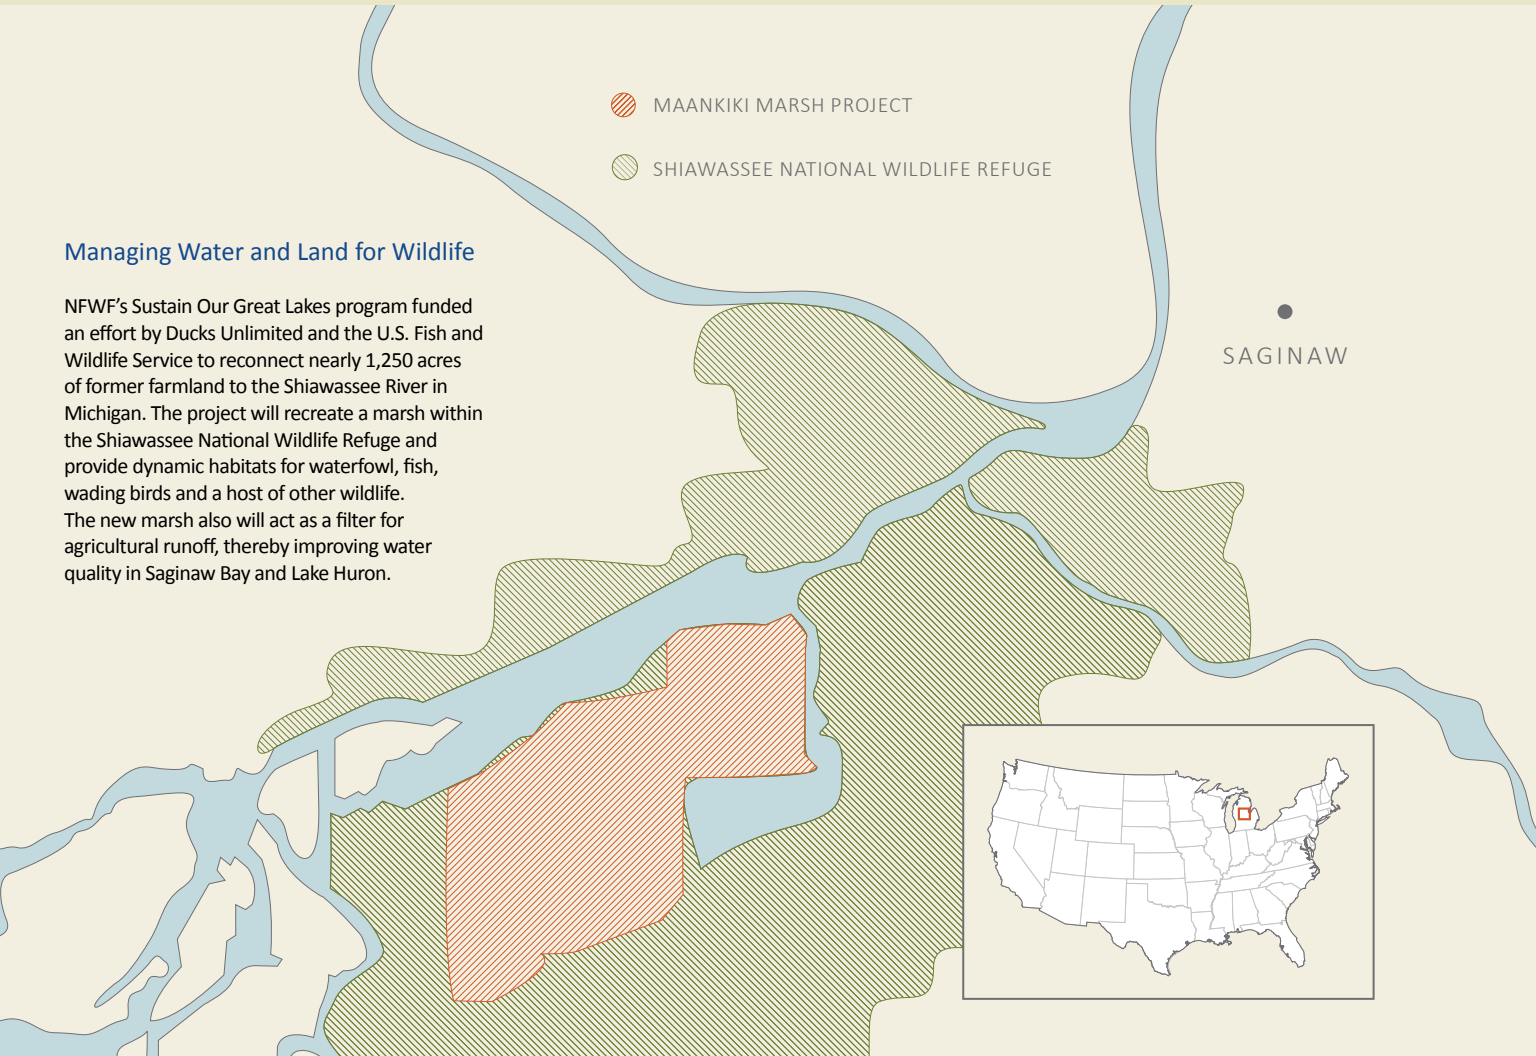 MAANKIKI MARSH PROJECT
SHIAWASSEE NATIONAL WILDLIFE REFUGE
Managing Water and Land for Wildlife
NFWF’s Sustain Our Great Lakes program funded
an effort by Ducks Unlimited and the U.S. Fish and
Wildlife Service to reconnect nearly 1,250 acres
of former farmland to the Shiawassee River in
Michigan. The project will recreate a marsh within
the Shiawassee National Wildlife Refuge and
provide dynamic habitats for waterfowl, fish,
wading birds and a host of other wildlife.
The new marsh also will act as a filter for
agricultural runoff, thereby improving water
quality in Saginaw Bay and Lake Huron.
SAGINAW